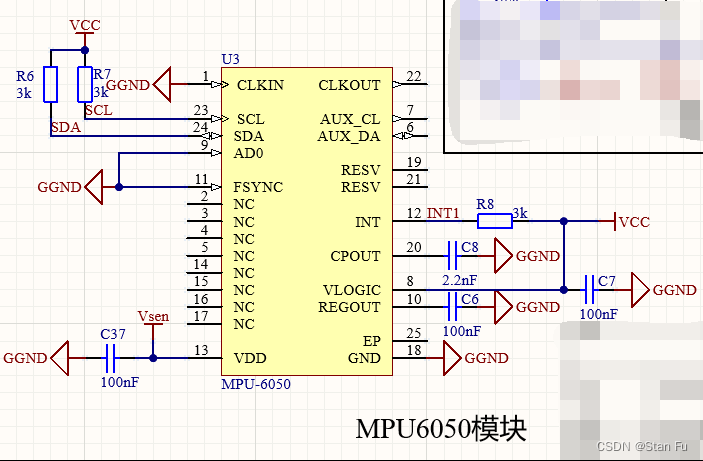 VCC
R6
3k
R7
3k
SCL
SDA
GGND
GGND
U3
1 CLKIN
23 SCL
24 SDA
9 AD0
11 FSYNC
2 NC
3 NC
4 NC
5 NC
14 NC
15 NC
16 NC
17 NC
13 VDD
CLKOUT 22
AUX_CL 7
AUX_DA 6
RESV 19
RESV 21
INT 12 INT1 R8 3k VCC
CPOUT 20 C8 GGND
2.2nF
VLOGIC 8 C7 GGND
100nF
REGOUT 10 C6 GGND
100nF
EP 25
GND 18 GGND
Vsen
C37
GGND
100nF
MPU-6050
MPU6050模块
CSDN @Stan Fu